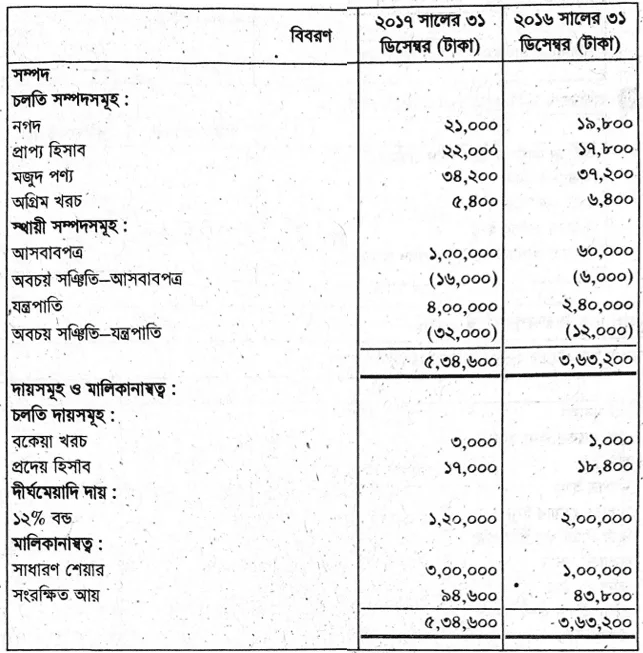 বিবরণ ২০১৭ সালের ৩১ ডিসেম্বর (টাকা) ২০১৬ সালের ৩১ ডিসেম্বর (টাকা)
সম্পদ
চলতি সম্পদসমূহ :
নগদ ২১,০০০ ১৯,৮০০
প্রাপ্য হিসাব ২২,০০০ ১৭,৮০০
মজুদ পণ্য ৩৪,২০০ ৩৭,২০০
অগ্রিম খরচ ৫,৪০০ ৬,৪০০
স্থায়ী সম্পদসমূহ :
আসবাবপত্র ১,০০,০০০ ৬০,০০০
অবচয় সঞ্চিতি–আসবাবপত্র (১৬,০০০) (৬,০০০)
যন্ত্রপাতি ৪,০০,০০০ ২,৪০,০০০
অবচয় সঞ্চিতি–যন্ত্রপাতি (৩২,০০০) (১২,০০০)
৫,৩৪,৬০০ ৩,৬৩,২০০
দায়সমূহ ও মালিকানাস্বত্ব :
চলতি দায়সমূহ :
বকেয়া খরচ ৩,০০০ ১,০০০
প্রদেয় হিসাব ১৭,০০০ ১৮,৪০০
দীর্ঘমেয়াদি দায় :
১২% বন্ড ১,২০,০০০ ২,০০,০০০
মালিকানাস্বত্ব :
সাধারণ শেয়ার ৩,০০,০০০ ১,০০,০০০
সংরক্ষিত আয় ৯৪,৬০০ ৪৩,৮০০
৫,৩৪,৬০০ ৩,৬৩,২০০